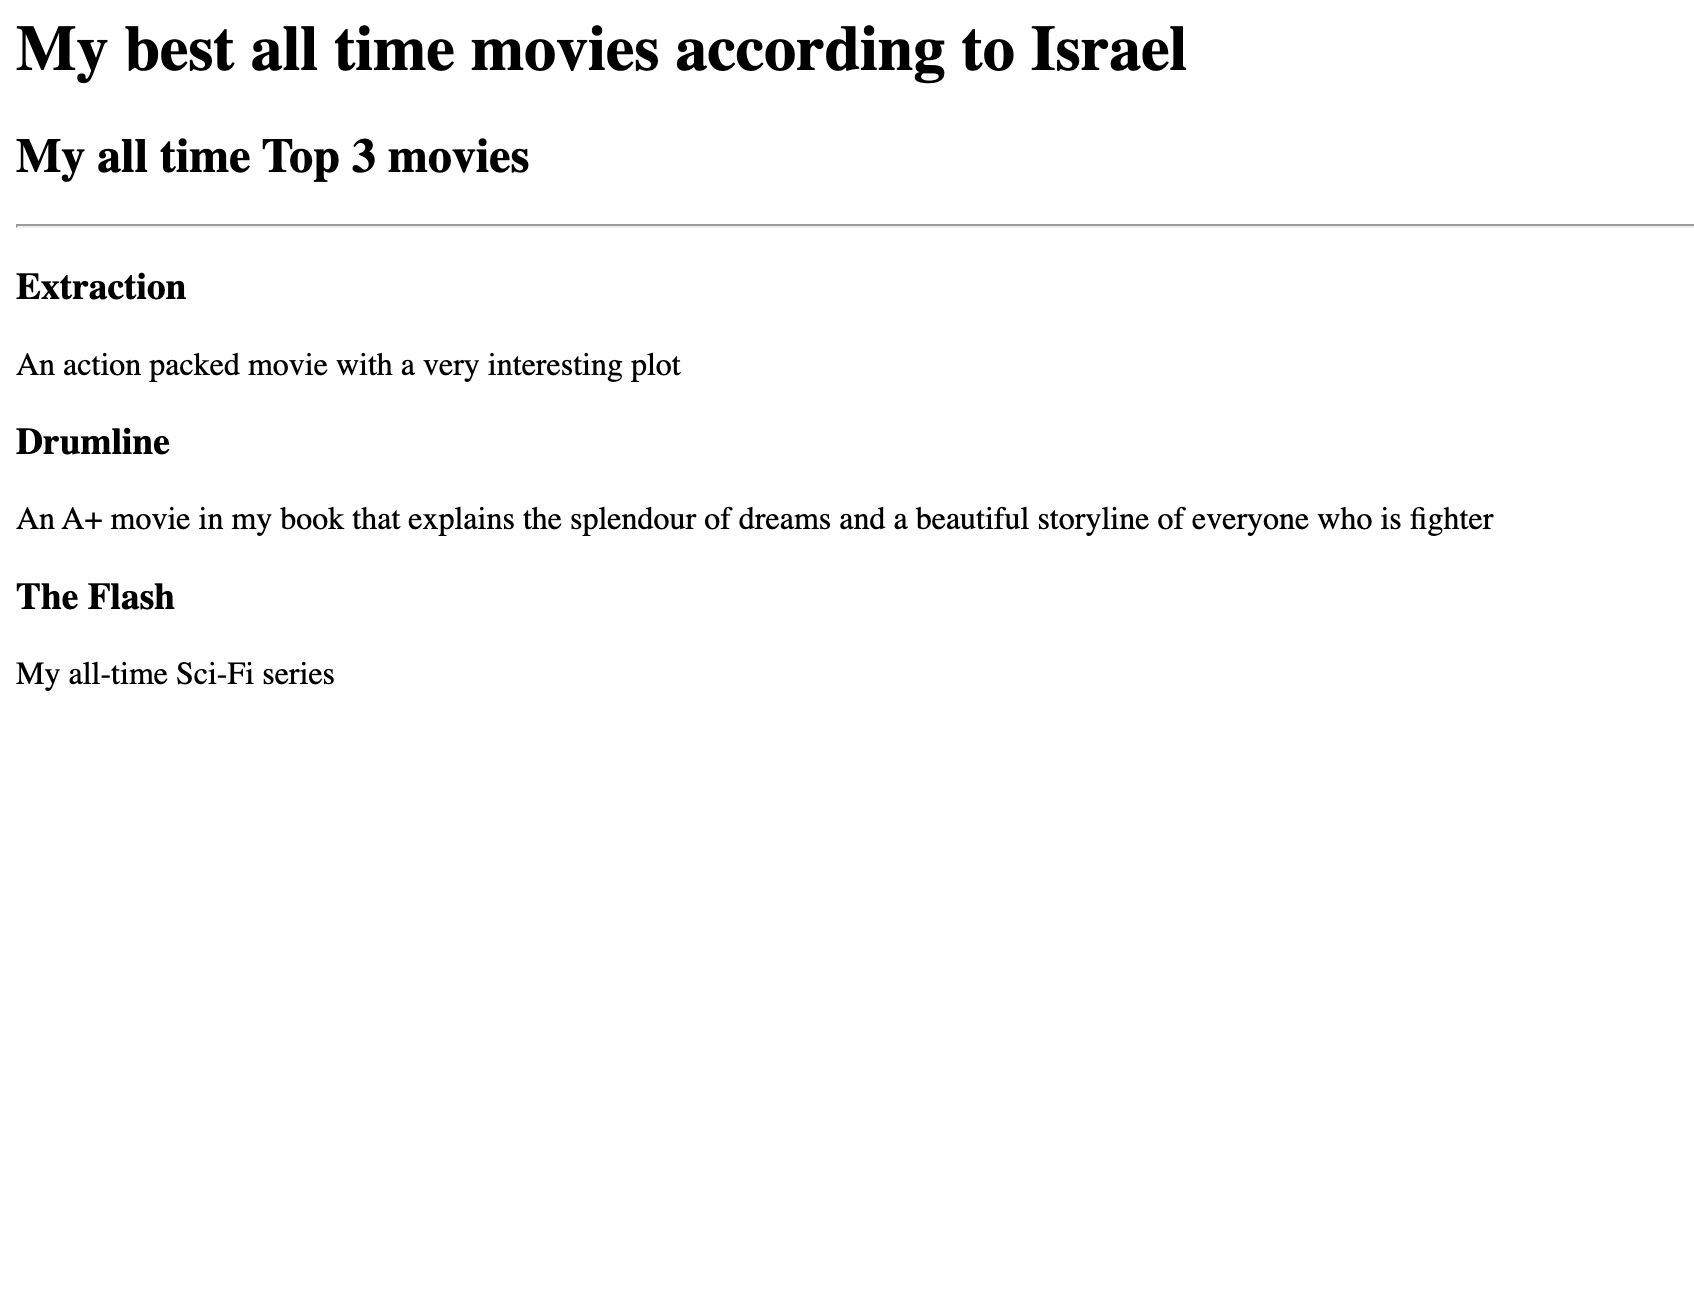 My best all time movies according to Israel
My all time Top 3 movies
Extraction
An action packed movie with a very interesting plot
Drumline
An A+ movie in my book that explains the splendour of dreams and a beautiful storyline of everyone who is fighter
The Flash
My all-time Sci-Fi series